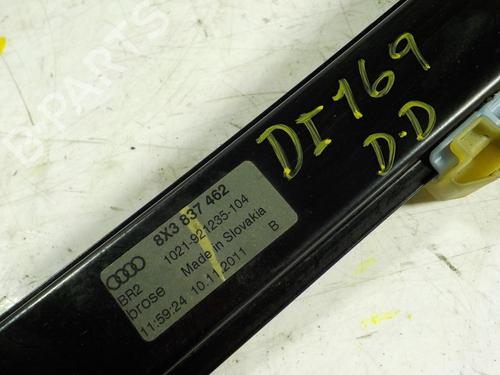 B-PARTS
DI169
D.D
8X3 837 462
1021-921235-104
BR2 Made in Slovakia B
brose
11:59:24 10.11.2011